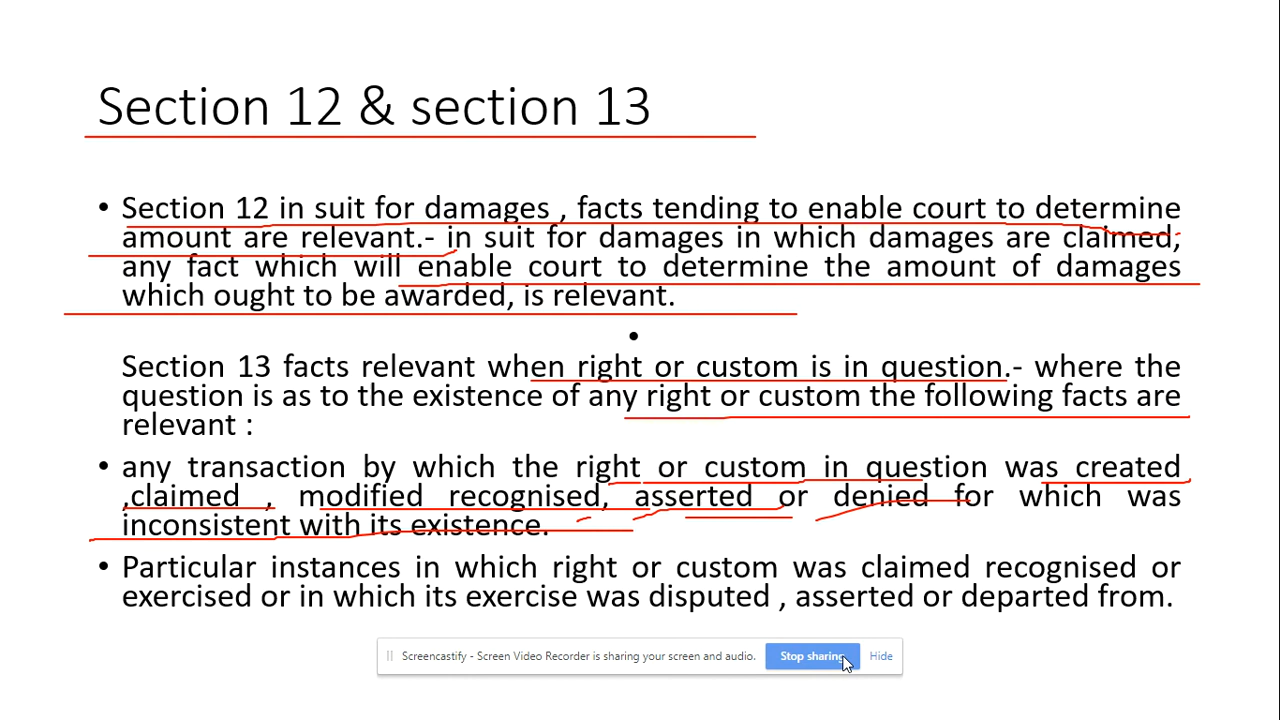 Section 12 & section 13
• Section 12 in suit for damages , facts tending to enable court to determine
amount are relevant.- in suit for damages in which damages are claimed,
any fact which will enable court to determine the amount of damages
which ought to be awarded, is relevant.
•
Section 13 facts relevant when right or custom is in question.- where the
question is as to the existence of any right or custom the following facts are
relevant :
• any transaction by which the right or custom in question was created
,claimed , modified recognised, asserted or denied for which was
inconsistent with its existence.
• Particular instances in which right or custom was claimed recognised or
exercised or in which its exercise was disputed , asserted or departed from.
Screencastify - Screen Video Recorder is sharing your screen and audio. Stop sharing Hide